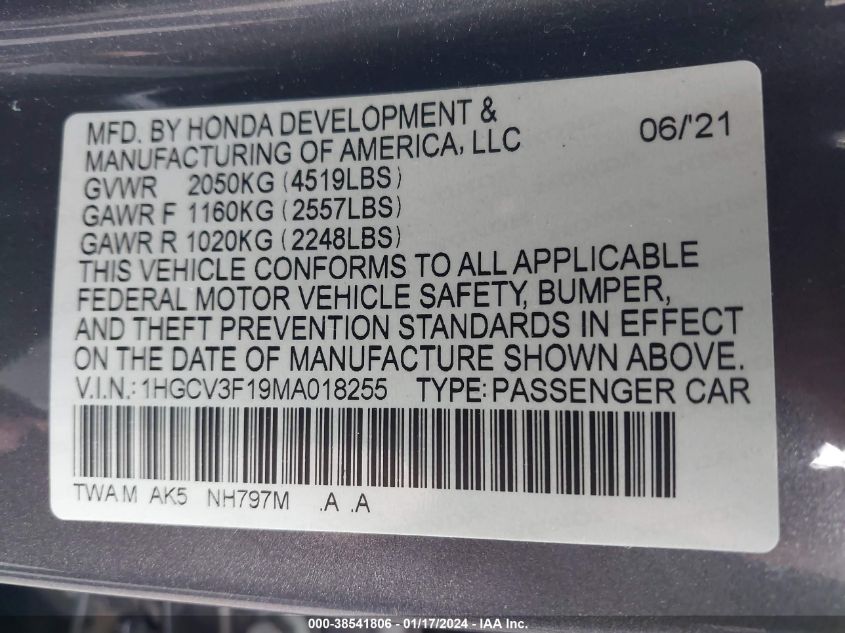 MFD. BY HONDA DEVELOPMENT & 06/'21
MANUFACTURING OF AMERICA, LLC
GVWR 2050KG (4519LBS)
GAWR F 1160KG (2557LBS)
GAWR R 1020KG (2248LBS)
THIS VEHICLE CONFORMS TO ALL APPLICABLE
FEDERAL MOTOR VEHICLE SAFETY, BUMPER,
AND THEFT PREVENTION STANDARDS IN EFFECT
ON THE DATE OF MANUFACTURE SHOWN ABOVE.
V.I.N.: 1HGCV3F19MA018255 TYPE: PASSENGER CAR
TWAM AK5 NH797M .A .A
000-38541806 - 01/17/2024 - IAA Inc.